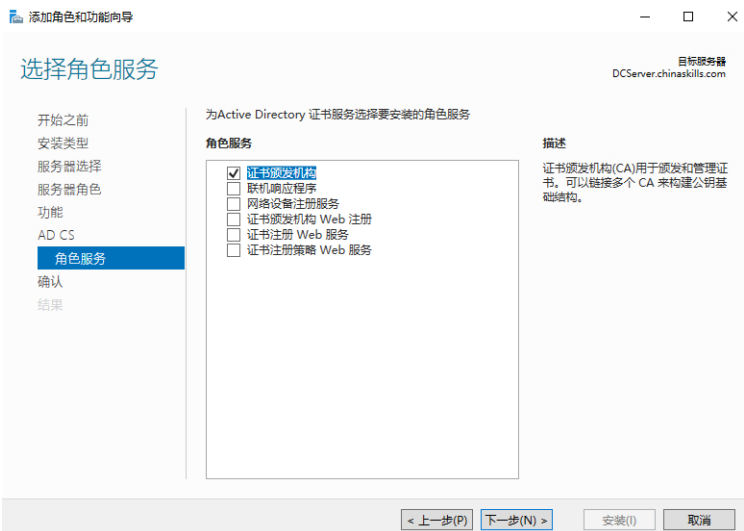 添加角色和功能向导
选择角色服务
目标服务器
DCServer.chinaskills.com
开始之前
安装类型
服务器选择
服务器角色
功能
AD CS
角色服务
确认
结果
为Active Directory 证书服务选择要安装的角色服务
角色服务
证书颁发机构
联机响应程序
网络设备注册服务
证书颁发机构 Web 注册
证书注册 Web 服务
证书注册策略 Web 服务
描述
证书颁发机构(CA)用于颁发和管理证
书。可以链接多个 CA 来构建公钥基
础结构。
< 上一步(P)
下一步(N) >
安装(I)
取消